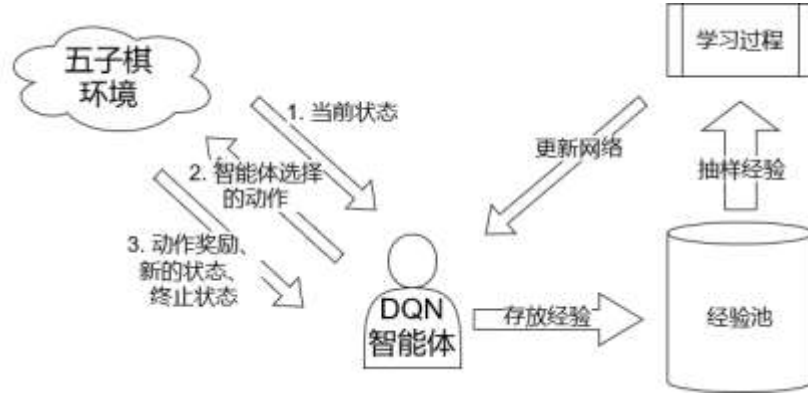 五子棋
环境
1. 当前状态
2. 智能体选择
的动作
3. 动作奖励、
新的状态、
终止状态
DQN
智能体
存放经验
经验池
抽样经验
学习过程
更新网络